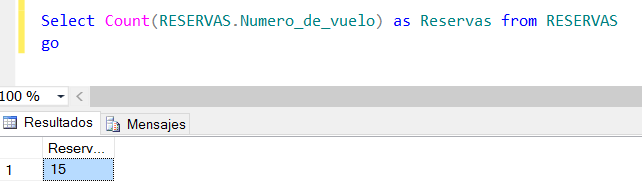 Select Count(RESERVAS.Numero_de_vuelo) as Reservas from RESERVAS
go
100 %
Resultados Mensajes
Reserv...
1 15